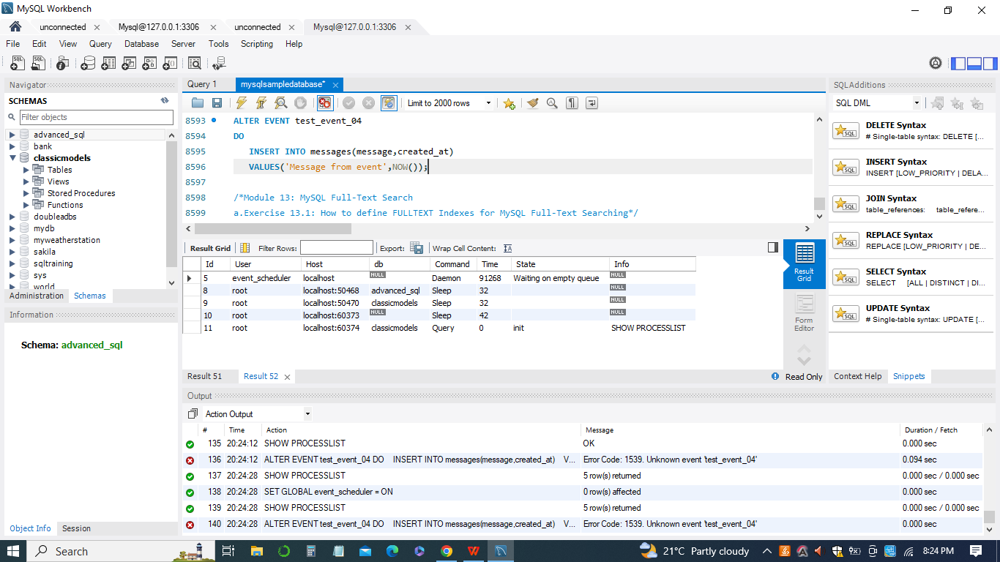 MySQL Workbench
unconnected
Mysql@127.0.0.1:3306
unconnected
Mysql@127.0.0.1:3306
File Edit View Query Database Server Tools Scripting Help
Navigator
SCHEMAS
Filter objects
advanced_sql
bank
classicmodels
Tables
Views
Stored Procedures
Functions
doubleadbs
mydb
myweatherstation
sakila
sqltraining
sys
world
Administration Schemas
Information
Schema: advanced_sql
Object Info Session
Query 1
mysqlsampledatabase*
Limit to 2000 rows
8593 ALTER EVENT test_event_04
8594 DO
8595 INSERT INTO messages(message,created_at)
8596 VALUES('Message from event',NOW());
8597
8598 /*Module 13: MySQL Full-Text Search
8599 a.Exercise 13.1: How to define FULLTEXT Indexes for MySQL Full-Text Searching*/
Result Grid Filter Rows: Export: Wrap Cell Content: IA
Id User Host db Command Time State Info
5 event_scheduler localhost NULL Daemon 91268 Waiting on empty queue NULL
8 root localhost:50468 advanced_sql Sleep 32 NULL
9 root localhost:50470 classicmodels Sleep 32 NULL
10 root localhost:60373 NULL Sleep 42 NULL
11 root localhost:60374 classicmodels Query 0 init SHOW PROCESSLIST
Result Grid
Form Editor
Result 51 Result 52
Read Only
Output
Action Output
# Time Action Message Duration / Fetch
135 20:24:12 SHOW PROCESSLIST OK 0.000 sec
136 20:24:12 ALTER EVENT test_event_04 DO INSERT INTO messages(message,created_at) V... Error Code: 1539. Unknown event 'test_event_04' 0.094 sec
137 20:24:28 SHOW PROCESSLIST 5 row(s) returned 0.000 sec / 0.000 sec
138 20:24:28 SET GLOBAL event_scheduler = ON 0 row(s) affected 0.000 sec
139 20:24:28 SHOW PROCESSLIST 5 row(s) returned 0.000 sec / 0.000 sec
140 20:24:28 ALTER EVENT test_event_04 DO INSERT INTO messages(message,created_at) V... Error Code: 1539. Unknown event 'test_event_04' 0.000 sec
SQLAdditions
SQL DML
DELETE Syntax
# Single-table syntax: DELETE [...
INSERT Syntax
INSERT [LOW_PRIORITY | DELA...
JOIN Syntax
table_references: table_refere...
REPLACE Syntax
REPLACE [LOW_PRIORITY | DE...
SELECT Syntax
SELECT [ALL | DISTINCT | DI...
UPDATE Syntax
# Single-table syntax: UPDATE [...
Context Help Snippets
Search
21°C Partly cloudy
8:24 PM